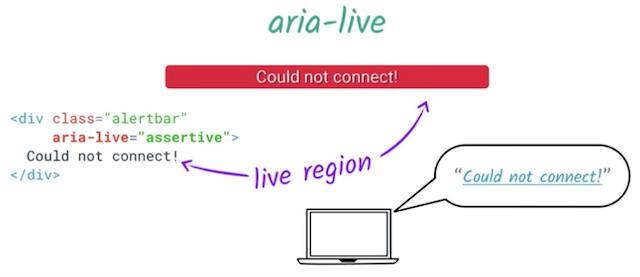 aria-live
Could not connect!
<div class="alertbar"
aria-live="assertive">
Could not connect!
</div>
live region
“Could not connect!”